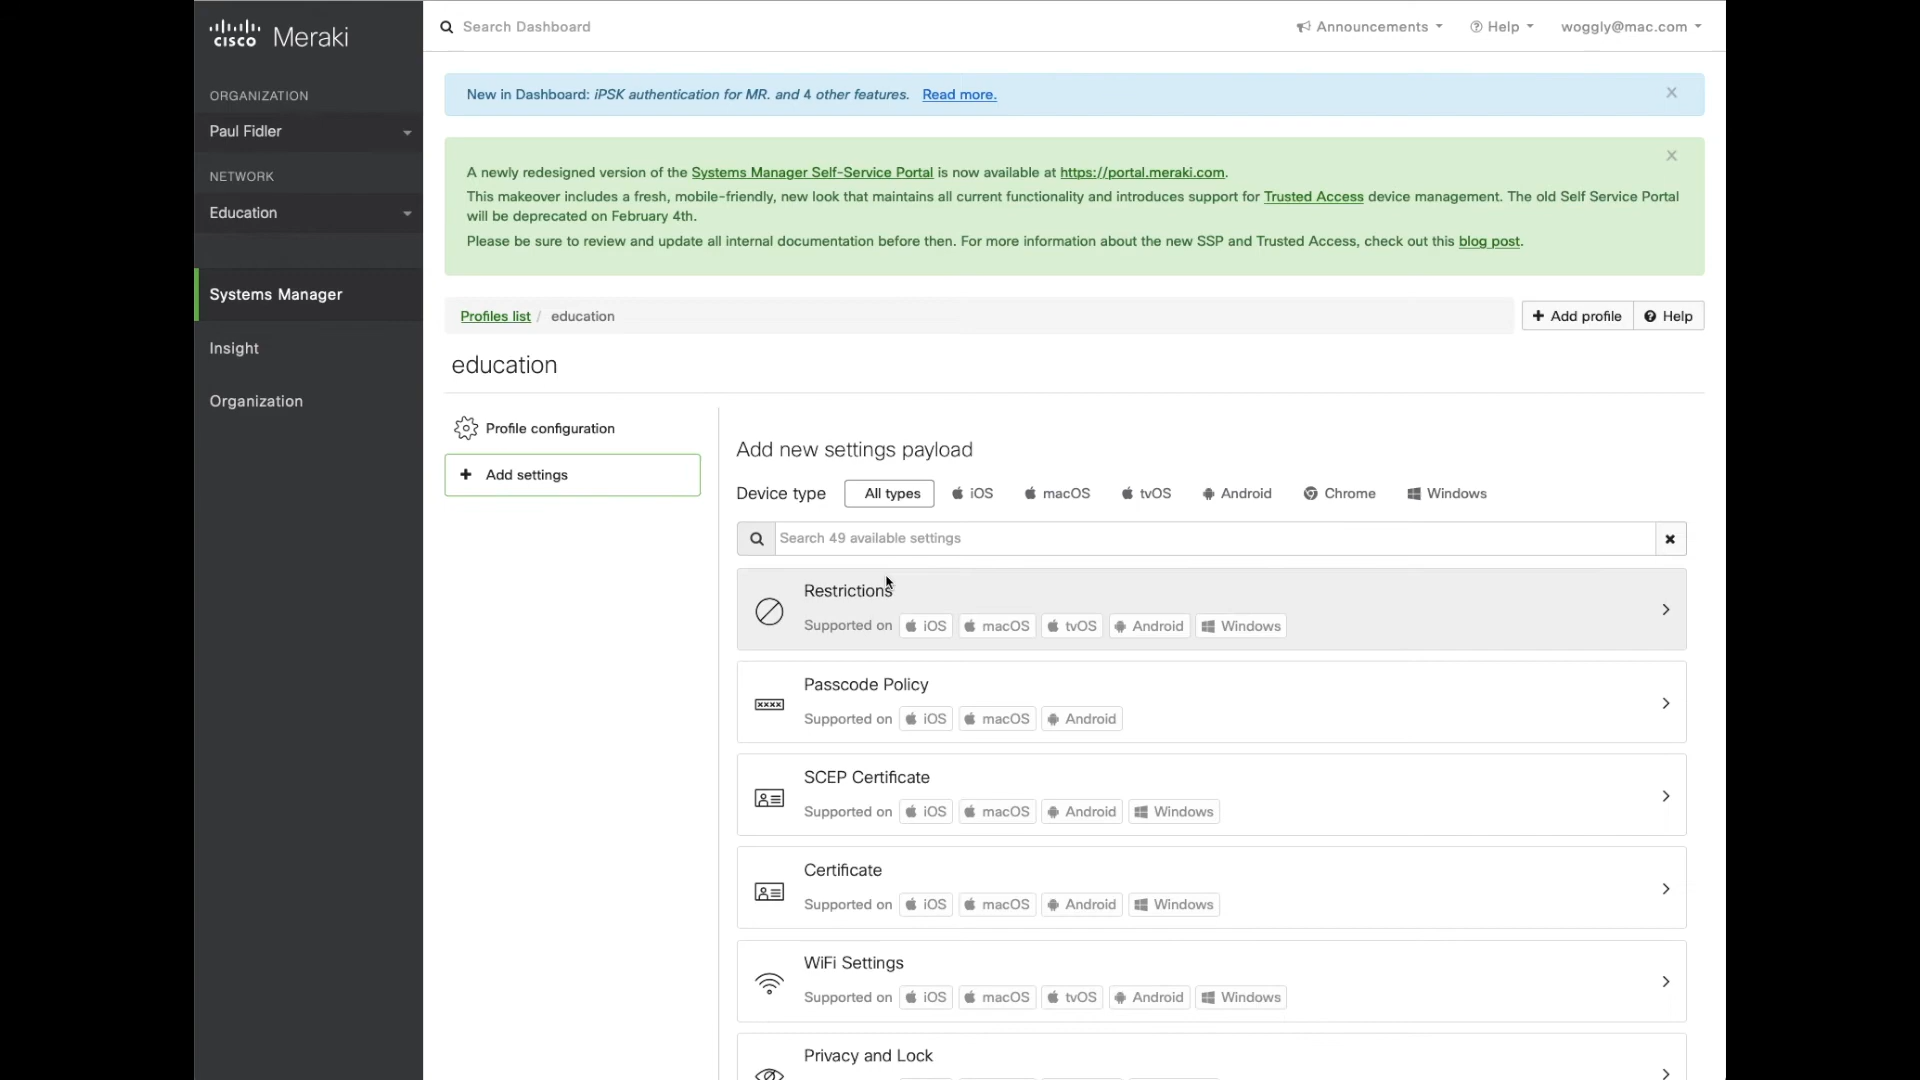 cisco Meraki
Search Dashboard
Announcements
Help
woggly@mac.com
ORGANIZATION
Paul Fidler
NETWORK
Education
Systems Manager
Insight
Organization
New in Dashboard: iPSK authentication for MR. and 4 other features. Read more.
A newly redesigned version of the Systems Manager Self-Service Portal is now available at https://portal.meraki.com.
This makeover includes a fresh, mobile-friendly, new look that maintains all current functionality and introduces support for Trusted Access device management. The old Self Service Portal
will be deprecated on February 4th.
Please be sure to review and update all internal documentation before then. For more information about the new SSP and Trusted Access, check out this blog post.
Profiles list / education
Add profile
Help
education
Profile configuration
Add settings
Add new settings payload
Device type All types iOS macOS tvOS Android Chrome Windows
Search 49 available settings
Restrictions
Supported on iOS macOS tvOS Android Windows
Passcode Policy
Supported on iOS macOS Android
SCEP Certificate
Supported on iOS macOS Android Windows
Certificate
Supported on iOS macOS Android Windows
WiFi Settings
Supported on iOS macOS tvOS Android Windows
Privacy and Lock